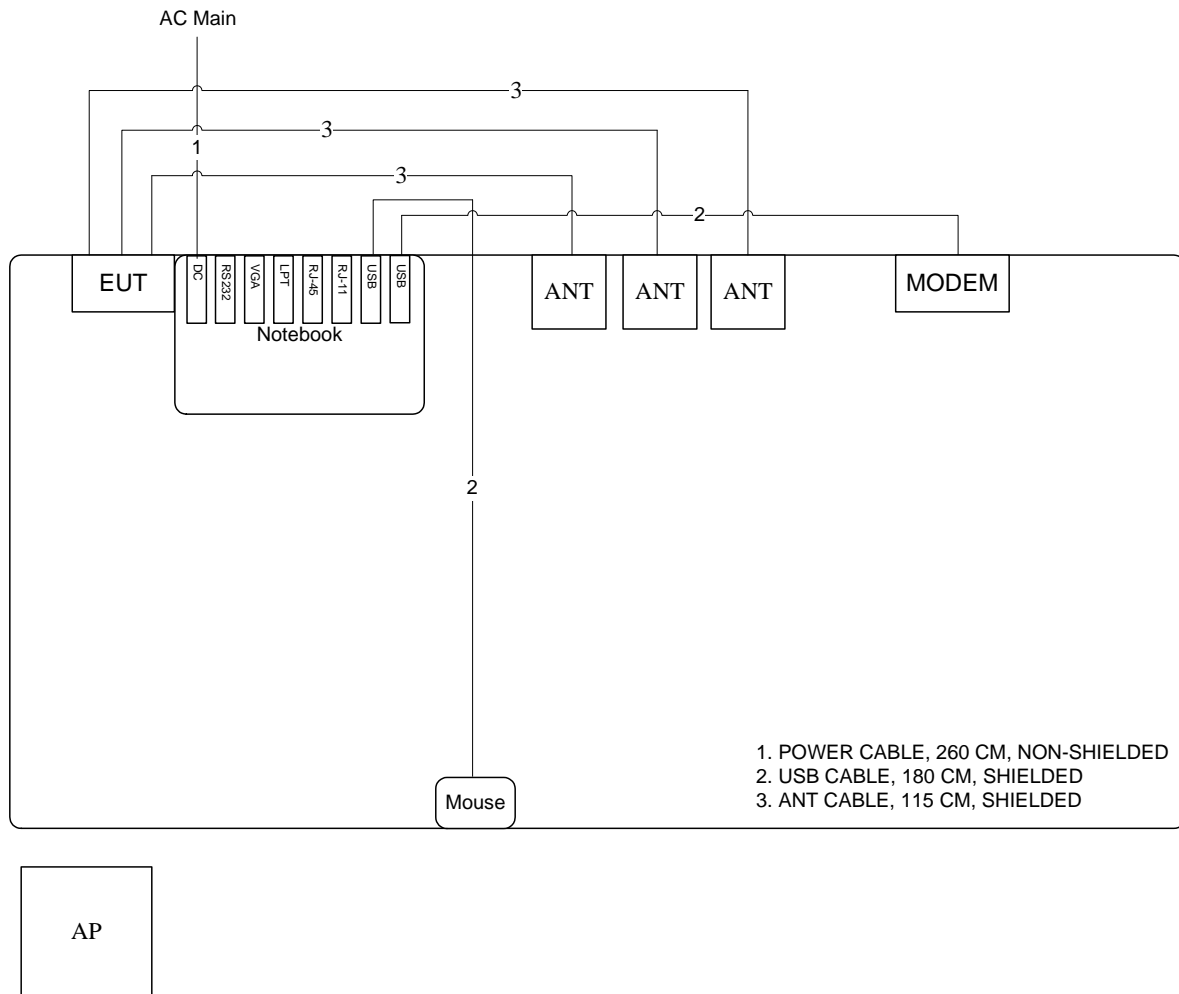 AC Main
3
3
1
3
2
EUT
DC
RS232
VGA
LPT
RJ-45
RJ-11
USB
USB
Notebook
ANT
ANT
ANT
MODEM
2
1. POWER CABLE, 260 CM, NON-SHIELDED
2. USB CABLE, 180 CM, SHIELDED
3. ANT CABLE, 115 CM, SHIELDED
Mouse
AP